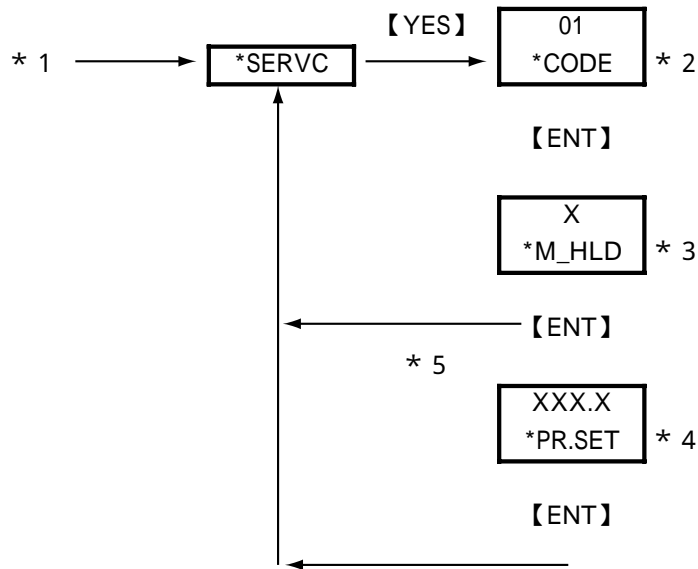 【YES】
* 1
*SERVC
01
*CODE
* 2
【ENT】
X
*M_HLD
* 3
【ENT】
* 5
XXX.X
*PR.SET
* 4
【ENT】